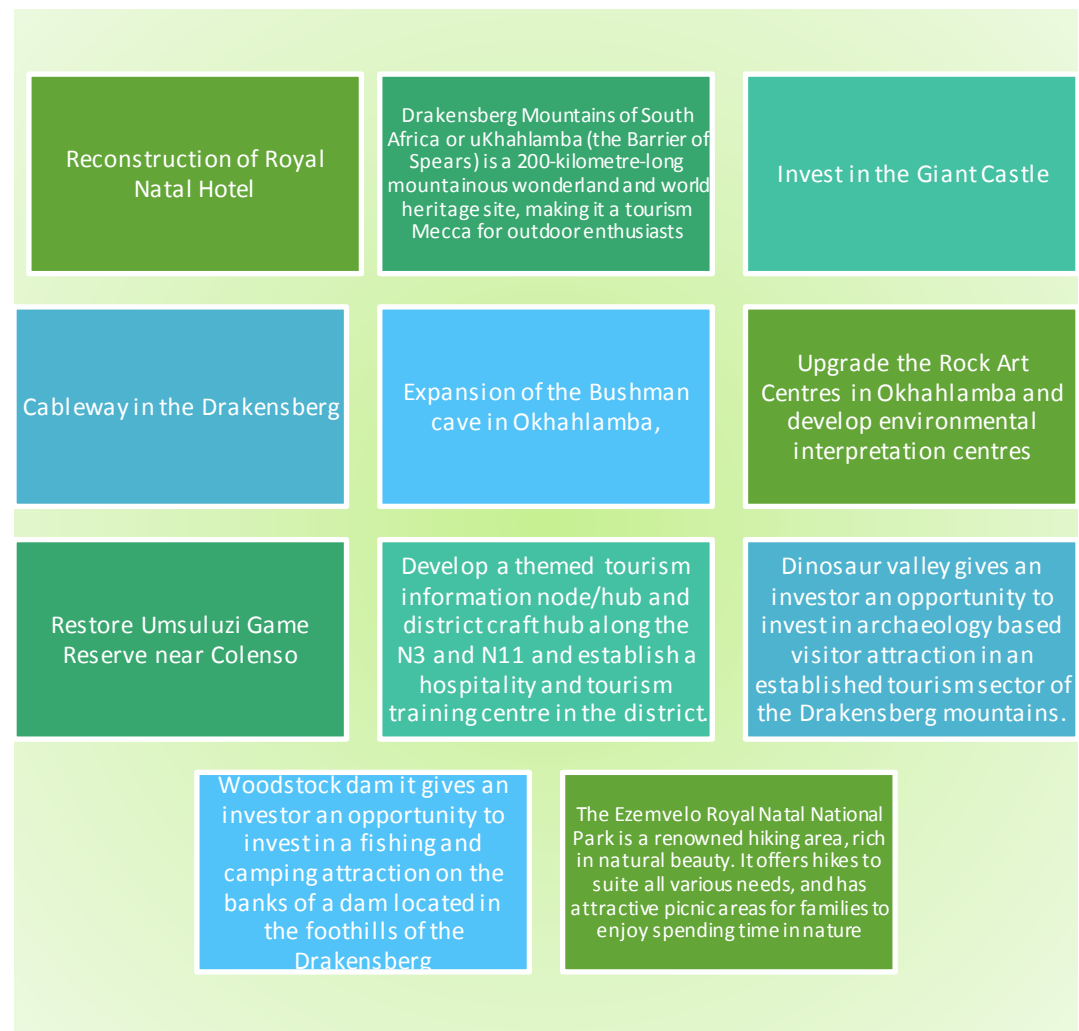 Reconstruction of Royal
Natal Hotel
Drakensberg Mountains of South
Africa or uKhahlamba (the Barrier of
Spears) is a 200-kilometre-long
mountainous wonderland and world
heritage site, making it a tourism
Mecca for outdoor enthusiasts
Invest in the Giant Castle
Cableway in the Drakensberg
Expansion of the Bushman
cave in Okhahlamba,
Upgrade the Rock Art
Centres in Okhahlamba and
develop environmental
interpretation centres
Restore Umsuluzi Game
Reserve near Colenso
Develop a themed tourism
information node/hub and
district craft hub along the
N3 and N11 and establish a
hospitality and tourism
training centre in the district.
Dinosaur valley gives an
investor an opportunity to
invest in archaeology based
visitor attraction in an
established tourism sector of
the Drakensberg mountains.
Woodstock dam it gives an
investor an opportunity to
invest in a fishing and
camping attraction on the
banks of a dam located in
the foothills of the
Drakensberg
The Ezemvelo Royal Natal National
Park is a renowned hiking area, rich
in natural beauty. It offers hikes to
suite all various needs, and has
attractive picnic areas for families to
enjoy spending time in nature